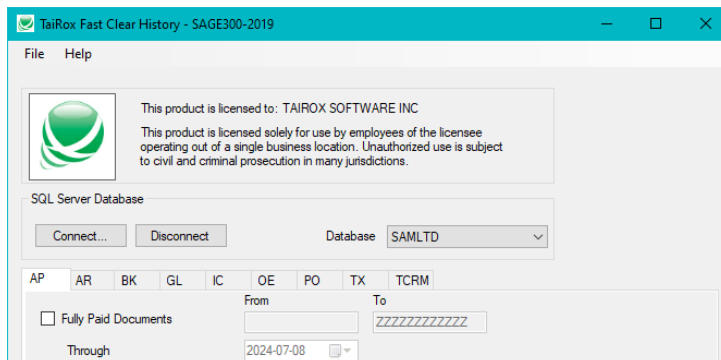 TaiRox Fast Clear History - SAGE300-2019
File Help
This product is licensed to: TAIROX SOFTWARE INC
This product is licensed solely for use by employees of the licensee
operating out of a single business location. Unauthorized use is subject
to civil and criminal prosecution in many jurisdictions.
SQL Server Database
Connect... Disconnect Database SAMLTD
AP AR BK GL IC OE PO TX TCRM
From To
Fully Paid Documents ZZZZZZZZZZZZ
Through 2024-07-08